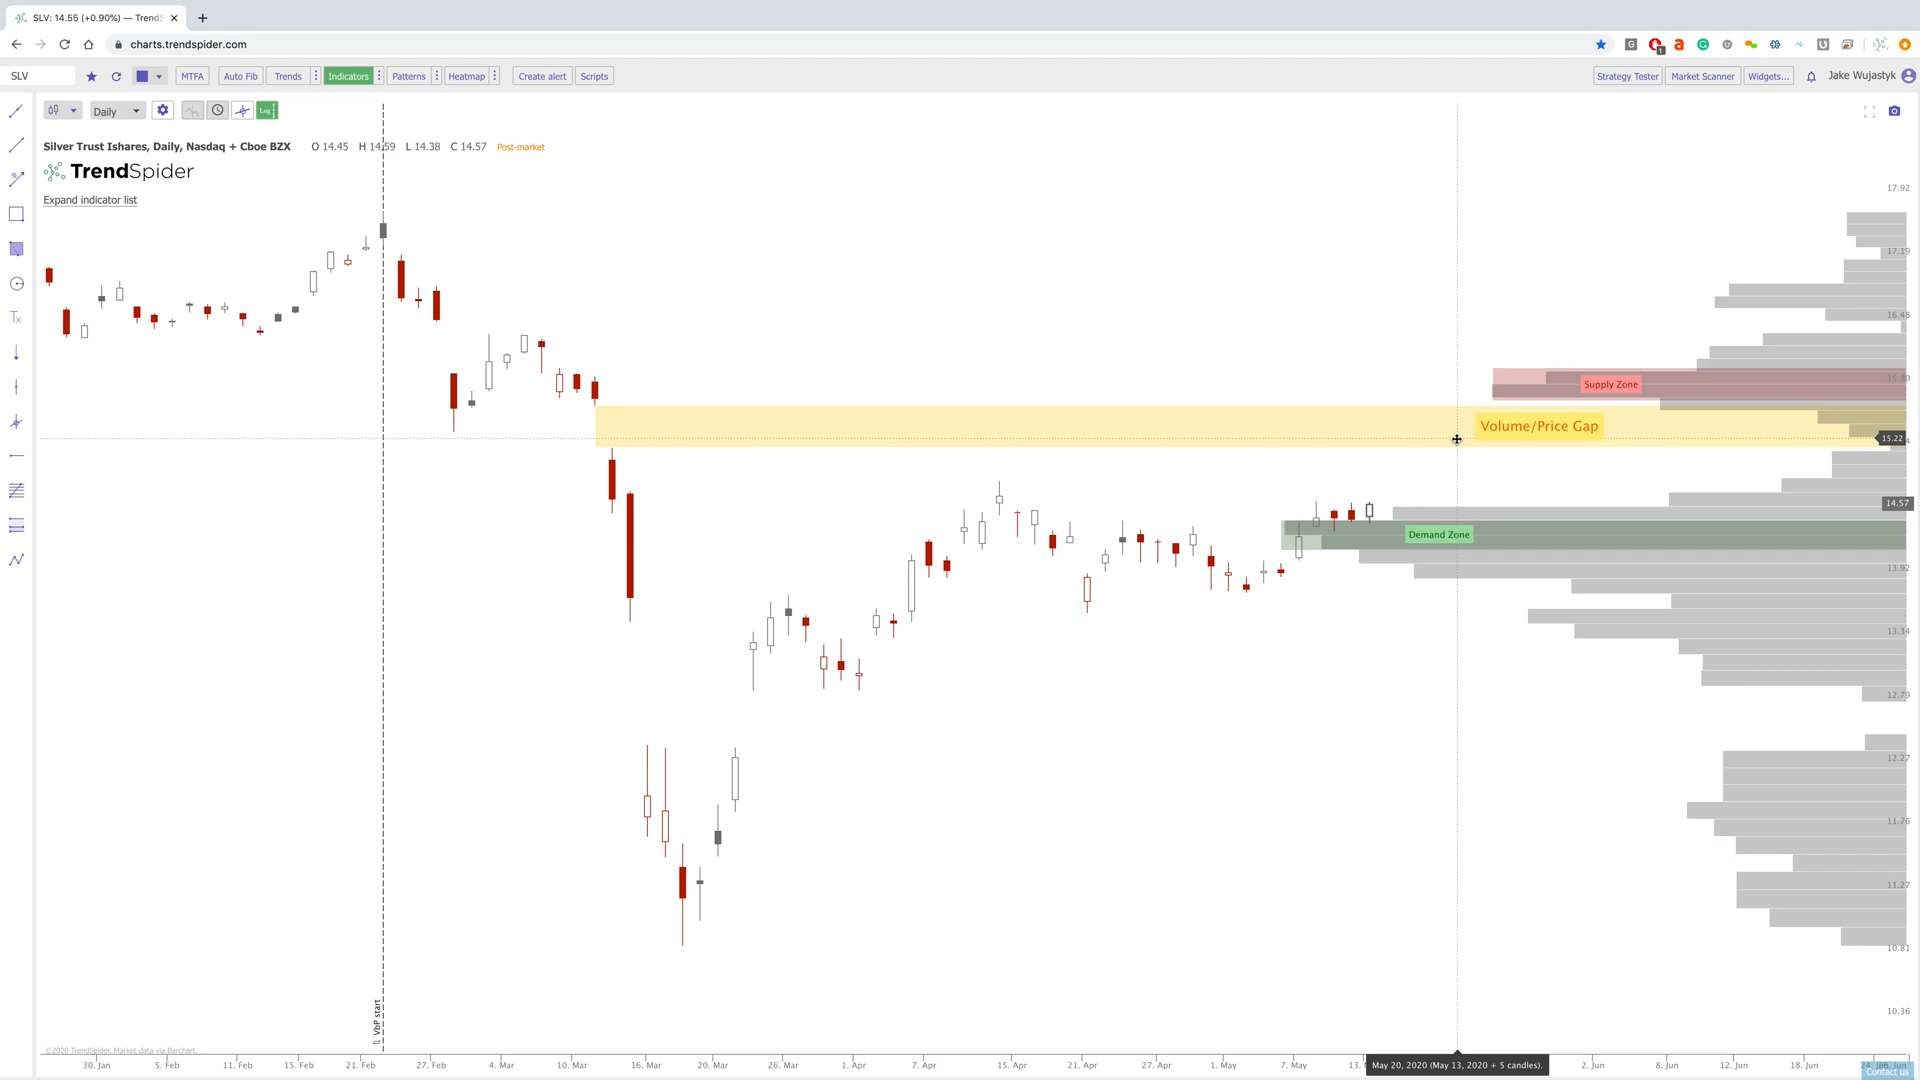 SLV: 14.55 (+0.90%) — TrendS
charts.trendspider.com
SLV
MTFA
Auto Fib
Trends
Indicators
Patterns
Heatmap
Create alert
Scripts
Strategy Tester
Market Scanner
Widgets...
Jake Wujastyk
Daily
Log
Silver Trust Ishares, Daily, Nasdaq + Cboe BZX O 14.45 H 14.59 L 14.38 C 14.57 Post-market
TrendSpider
Expand indicator list
17.92
17.19
16.48
15.80
Supply Zone
Volume/Price Gap
15.22
14.57
Demand Zone
13.92
13.34
12.79
12.27
11.76
11.27
10.81
10.36
VbP start
©2020 TrendSpider. Market data via Barchart.
30. Jan 5. Feb 11. Feb 15. Feb 21. Feb 27. Feb 4. Mar 10. Mar 16. Mar 20. Mar 26. Mar 1. Apr 7. Apr 15. Apr 21. Apr 27. Apr 1. May 7. May 13. May 20, 2020 (May 13, 2020 + 5 candles). 2. Jun 8. Jun 12. Jun 18. Jun 24. Jun
Contact us